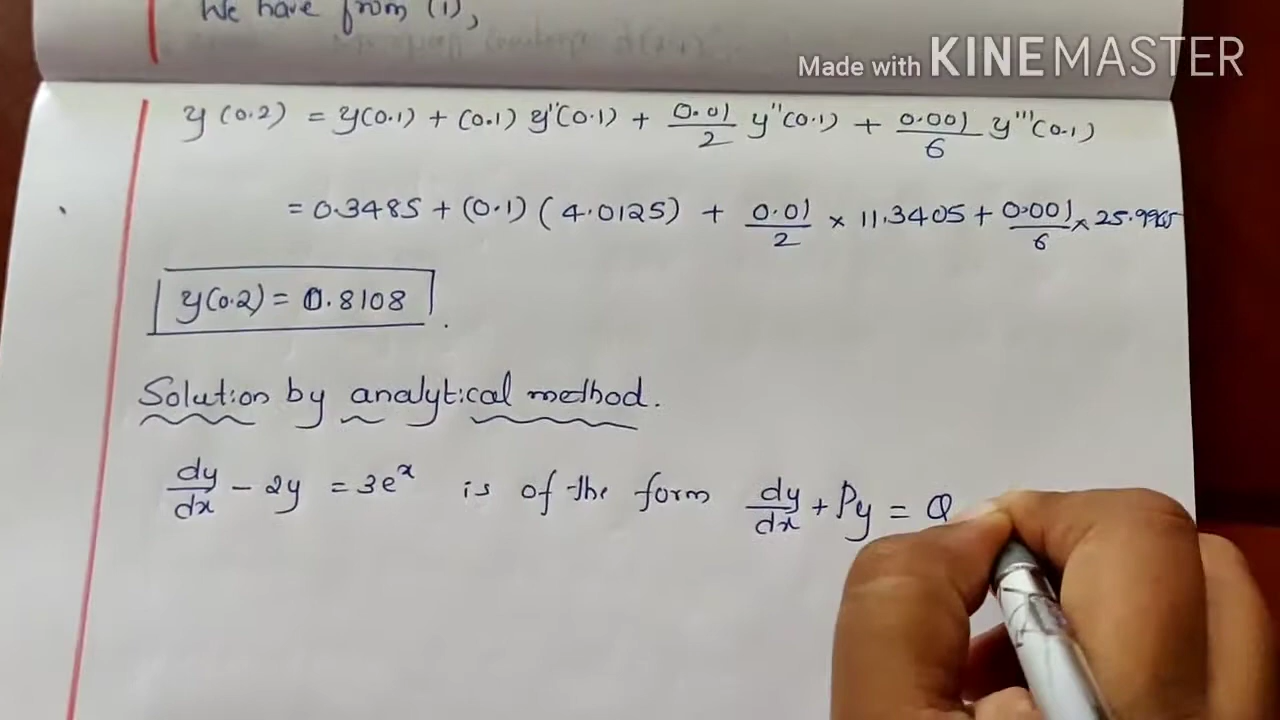 We have from (1),
Made with KINEMASTER
y(0.2) = y(0.1) + (0.1) y''(0.1) + 0.01/2 y''(0.1) + 0.001/6 y'''(0.1)
= 0.3485 + (0.1) (4.0125) + 0.01/2 × 11.3405 + 0.001/6 × 25.9965
y(0.2) = 0.8108
Solution by analytical method.
dy/dx - 2y = 3e^x is of the form dy/dx + Py = Q